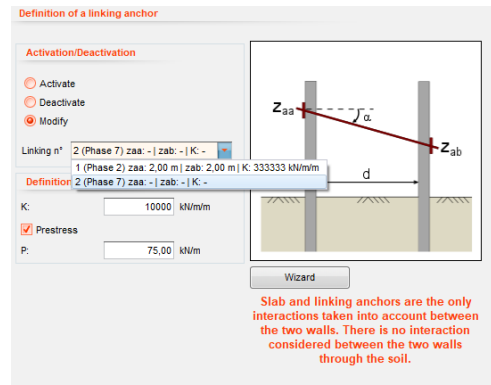 Definition of a linking anchor
Activation/Deactivation
Activate
Deactivate
Modify
Linking n° 2 (Phase 7) zaa: - | zab: - | K: -
1 (Phase 2) zaa: 2,00 m | zab: 2,00 m | K: 333333 kN/m/m
2 (Phase 7) zaa: - | zab: - | K: -
Definition
K: 10000 kN/m/m
Prestress
P: 75,00 kN/m
Zaa
α
Zab
d
Wizard
Slab and linking anchors are the only
interactions taken into account between
the two walls. There is no interaction
considered between the two walls
through the soil.